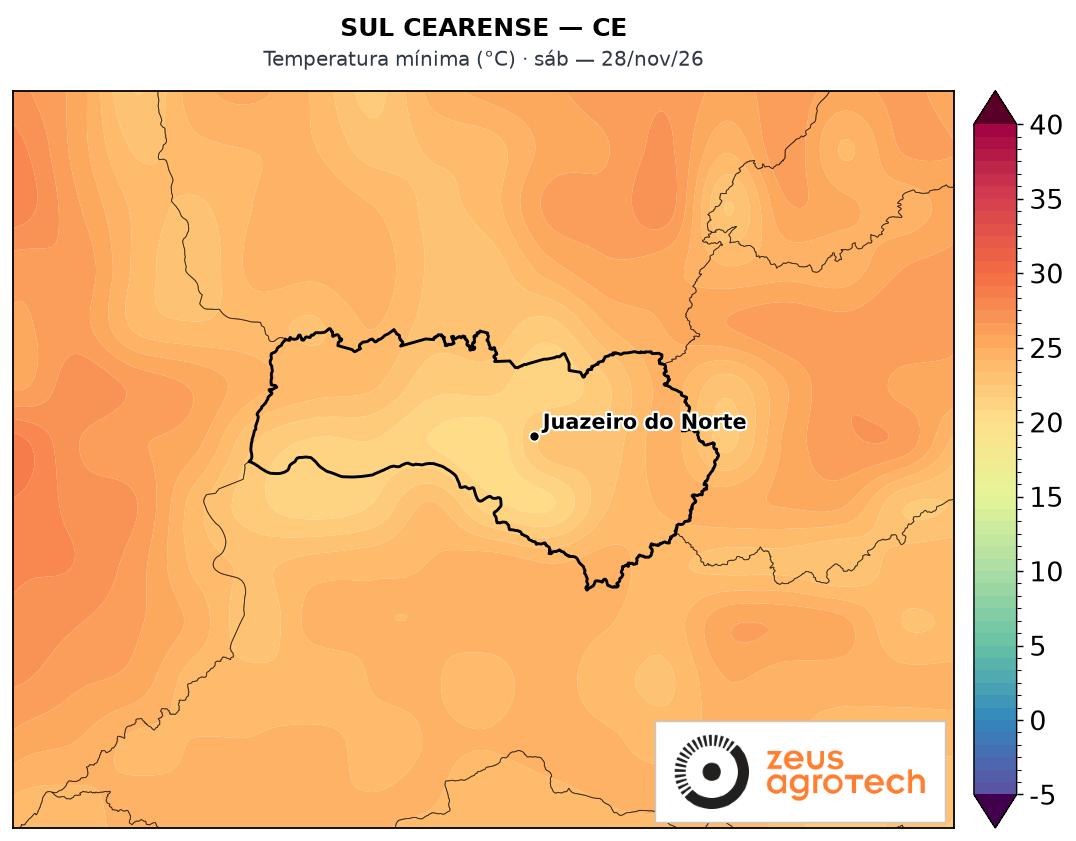 SUL CEARENSE — CE
Temperatura mínima (°C) · sáb — 28/nov/26
40
35
30
25
20
15
10
5
0
-5
Juazeiro do Norte
zeus
agrotech